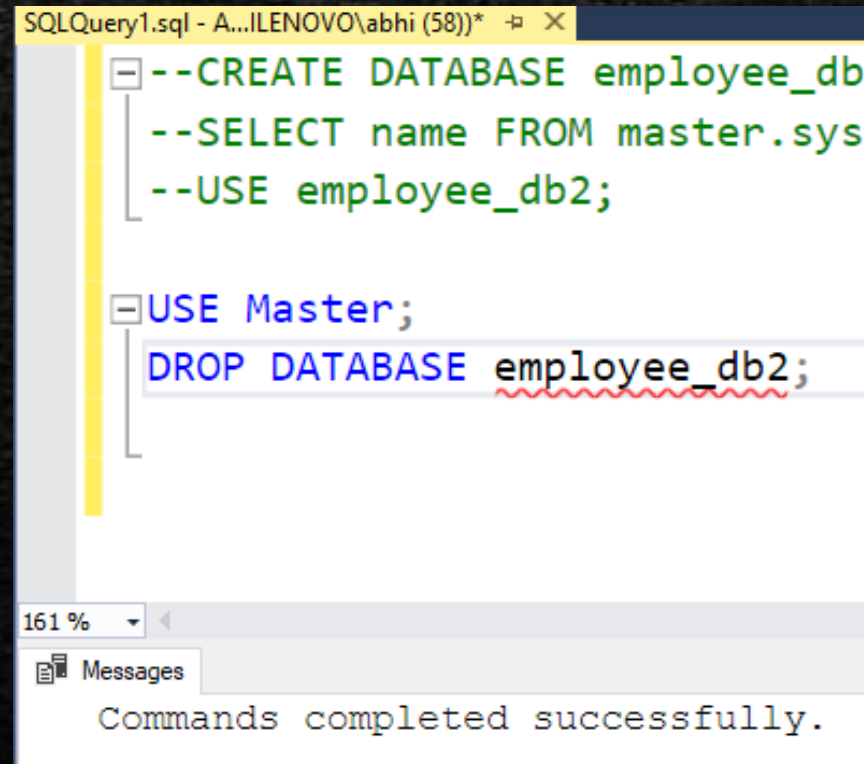 SQLQuery1.sql - A...ILENOVO\abhi (58))*
--CREATE DATABASE employee_db
--SELECT name FROM master.sys
--USE employee_db2;
USE Master;
DROP DATABASE employee_db2;
161 %
Messages
Commands completed successfully.